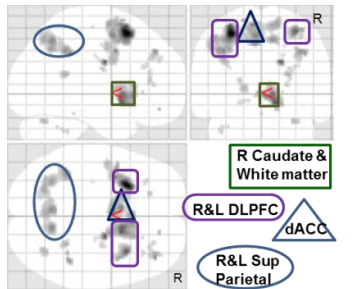 R
R Caudate &
White matter
R&L DLPFC
dACC
R&L Sup
Parietal
R